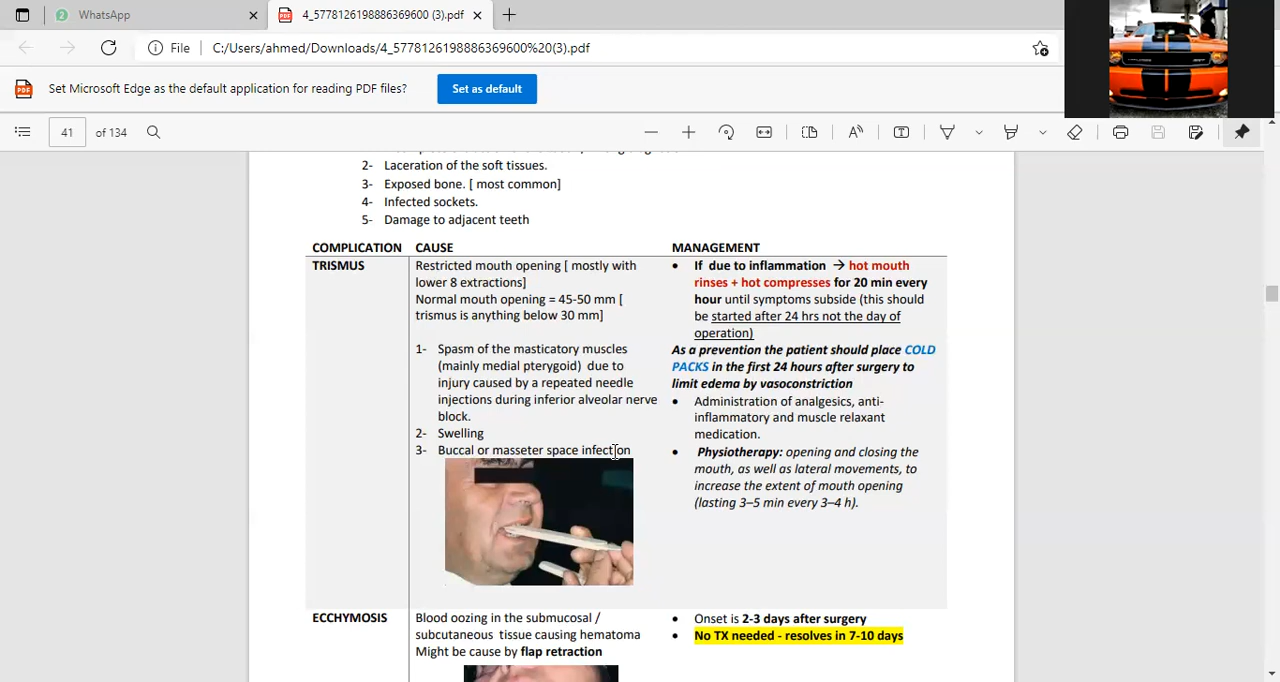 WhatsApp
4_5778126198886369600 (3).pdf
File
C:/Users/ahmed/Downloads/4_5778126198886369600%20(3).pdf
Set Microsoft Edge as the default application for reading PDF files?
Set as default
41 of 134
2- Laceration of the soft tissues.
3- Exposed bone. [ most common]
4- Infected sockets.
5- Damage to adjacent teeth
COMPLICATION CAUSE MANAGEMENT
TRISMUS
Restricted mouth opening [ mostly with
lower 8 extractions]
Normal mouth opening = 45-50 mm [
trismus is anything below 30 mm]
1- Spasm of the masticatory muscles
(mainly medial pterygoid) due to
injury caused by a repeated needle
injections during inferior alveolar nerve
block.
2- Swelling
3- Buccal or masseter space infection
• If due to inflammation → hot mouth
rinses + hot compresses for 20 min every
hour until symptoms subside (this should
be started after 24 hrs not the day of
operation)
As a prevention the patient should place COLD
PACKS in the first 24 hours after surgery to
limit edema by vasoconstriction
• Administration of analgesics, anti-
inflammatory and muscle relaxant
medication.
• Physiotherapy: opening and closing the
mouth, as well as lateral movements, to
increase the extent of mouth opening
(lasting 3–5 min every 3–4 h).
ECCHYMOSIS
Blood oozing in the submucosal /
subcutaneous tissue causing hematoma
Might be cause by flap retraction
• Onset is 2-3 days after surgery
• No TX needed - resolves in 7-10 days